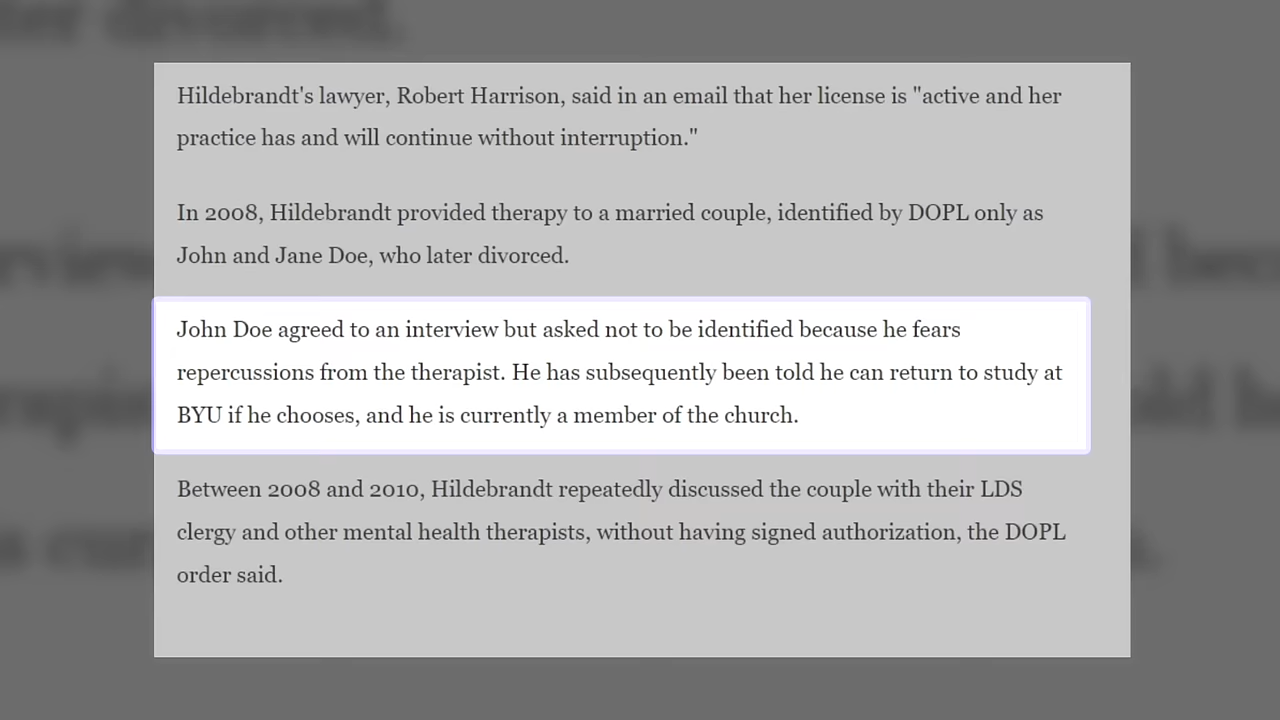 Hildebrandt's lawyer, Robert Harrison, said in an email that her license is "active and her
practice has and will continue without interruption."
In 2008, Hildebrandt provided therapy to a married couple, identified by DOPL only as
John and Jane Doe, who later divorced.
John Doe agreed to an interview but asked not to be identified because he fears
repercussions from the therapist. He has subsequently been told he can return to study at
BYU if he chooses, and he is currently a member of the church.
Between 2008 and 2010, Hildebrandt repeatedly discussed the couple with their LDS
clergy and other mental health therapists, without having signed authorization, the DOPL
order said.